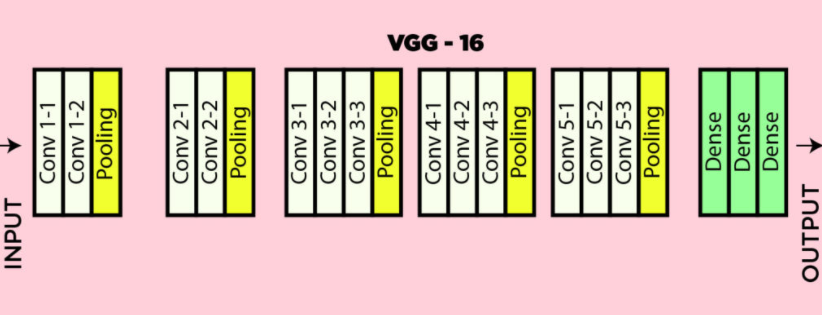 VGG - 16
INPUT
Conv 1-1
Conv 1-2
Pooling
Conv 2-1
Conv 2-2
Pooling
Conv 3-1
Conv 3-2
Conv 3-3
Pooling
Conv 4-1
Conv 4-2
Conv 4-3
Pooling
Conv 5-1
Conv 5-2
Conv 5-3
Pooling
Dense
Dense
Dense
OUTPUT